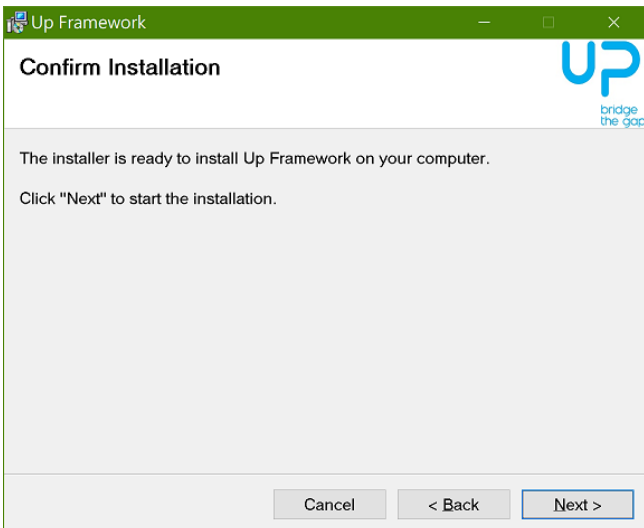 Up Framework
Confirm Installation
UP
bridge
the gap
The installer is ready to install Up Framework on your computer.
Click "Next" to start the installation.
Cancel
< Back
Next >